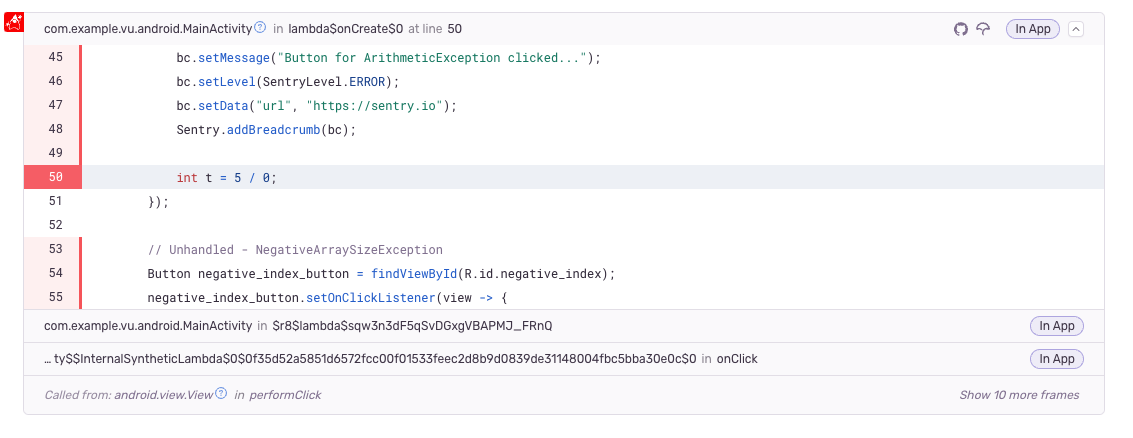 com.example.vu.android.MainActivity ? in lambda$onCreate$0 at line 50 In App
45 bc.setMessage("Button for ArithmeticException clicked...");
46 bc.setLevel(SentryLevel.ERROR);
47 bc.setData("url", "https://sentry.io");
48 Sentry.addBreadcrumb(bc);
49
50 int t = 5 / 0;
51 });
52
53 // Unhandled - NegativeArraySizeException
54 Button negative_index_button = findViewById(R.id.negative_index);
55 negative_index_button.setOnClickListener(view -> {
com.example.vu.android.MainActivity in $r8$lambda$sqw3n3dF5qSvDGxgVBAPMJ_FRnQ In App
... ty$$InternalSyntheticLambda$0$0f35d52a5851d6572fcc00f01533feec2d8b9d0839de31148004fbc5bba30e0c$0 in onClick In App
Called from: android.view.View ? in performClick Show 10 more frames